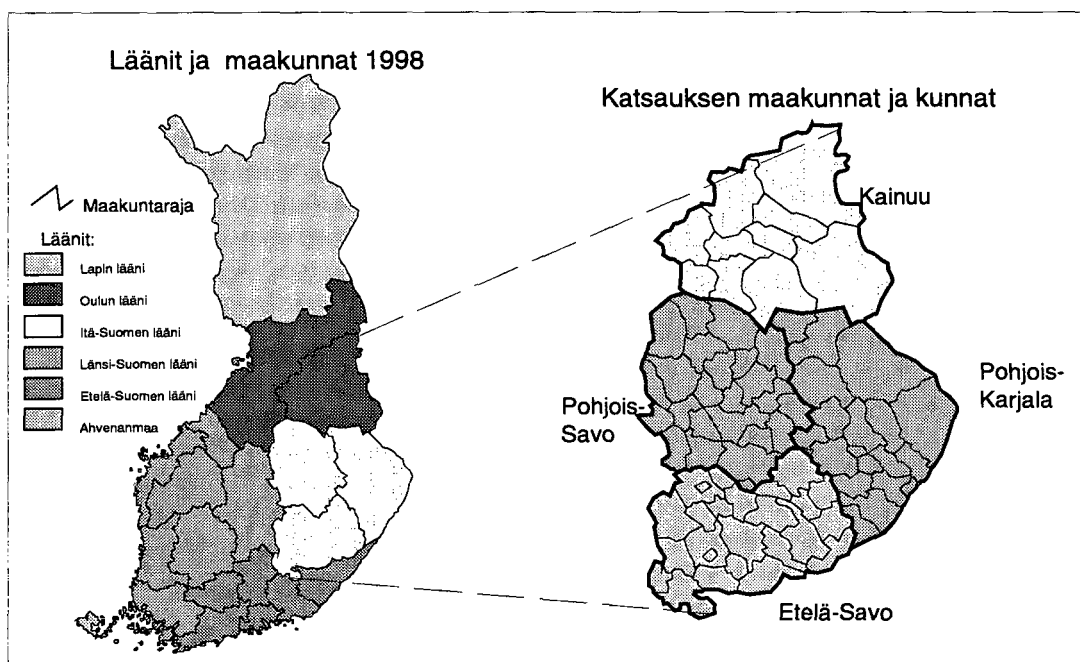 Läänit ja maakunnat 1998
Maakuntaraja
Läänit:
Lapin lääni
Oulun lääni
Itä-Suomen lääni
Länsi-Suomen lääni
Etelä-Suomen lääni
Ahvenanmaa
Katsauksen maakunnat ja kunnat
Kainuu
Pohjois-
Karjala
Pohjois-
Savo
Etelä-Savo